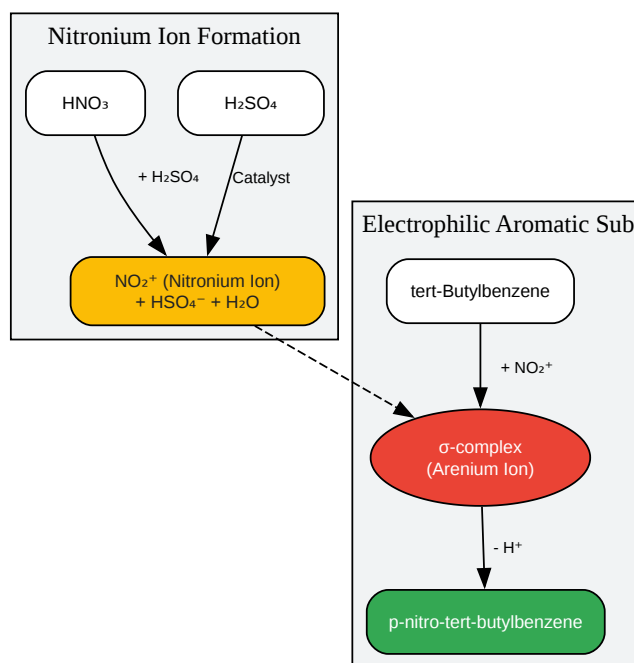 Nitronium Ion Formation
HNO₃
H₂SO₄
+ H₂SO₄
Catalyst
NO₂⁺ (Nitronium Ion)
+ HSO₄⁻ + H₂O
Electrophilic Aromatic Sub
tert-Butylbenzene
+ NO₂⁺
σ-complex
(Arenium Ion)
- H⁺
p-nitro-tert-butylbenzene